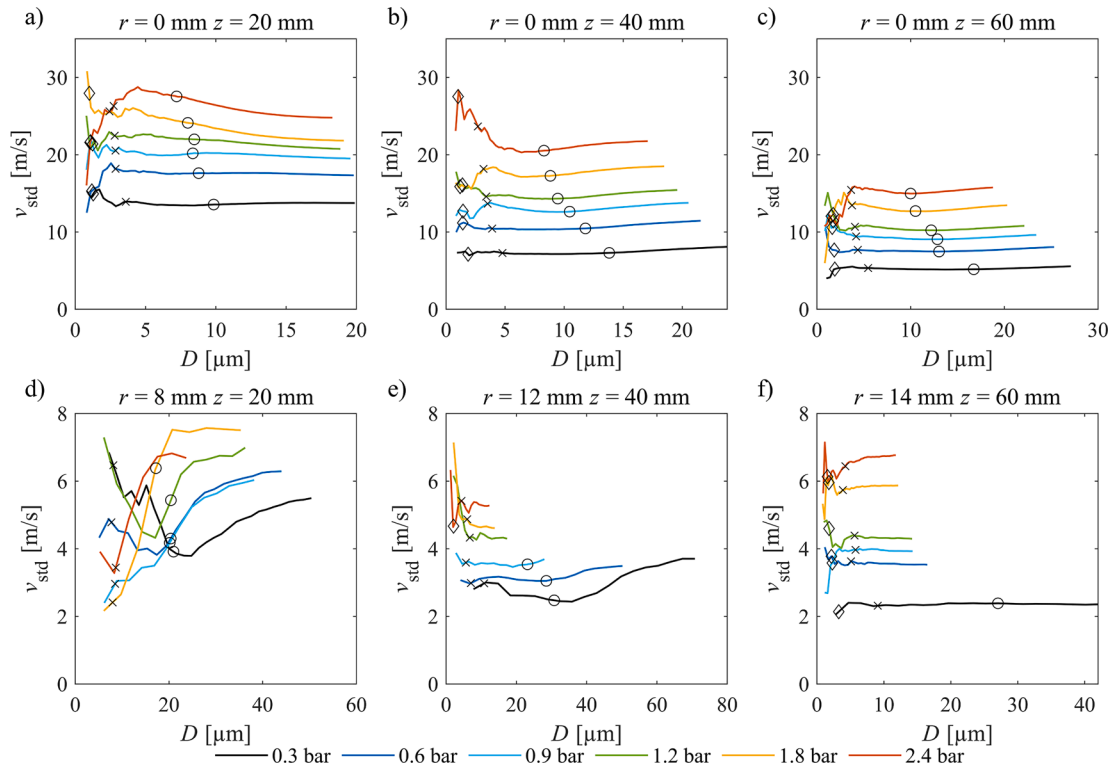 a) r = 0 mm z = 20 mm
b) r = 0 mm z = 40 mm
c) r = 0 mm z = 60 mm
30
20
10
0
v_std [m/s]
0 5 10 15 20
D [µm]
30
20
10
0
v_std [m/s]
0 5 10 15 20
D [µm]
30
20
10
0
v_std [m/s]
0 10 20 30
D [µm]
d) r = 8 mm z = 20 mm
e) r = 12 mm z = 40 mm
f) r = 14 mm z = 60 mm
8
6
4
2
0
v_std [m/s]
0 20 40 60
D [µm]
8
6
4
2
0
v_std [m/s]
0 20 40 60 80
D [µm]
8
6
4
2
0
v_std [m/s]
0 10 20 30 40
D [µm]
0.3 bar 0.6 bar 0.9 bar 1.2 bar 1.8 bar 2.4 bar